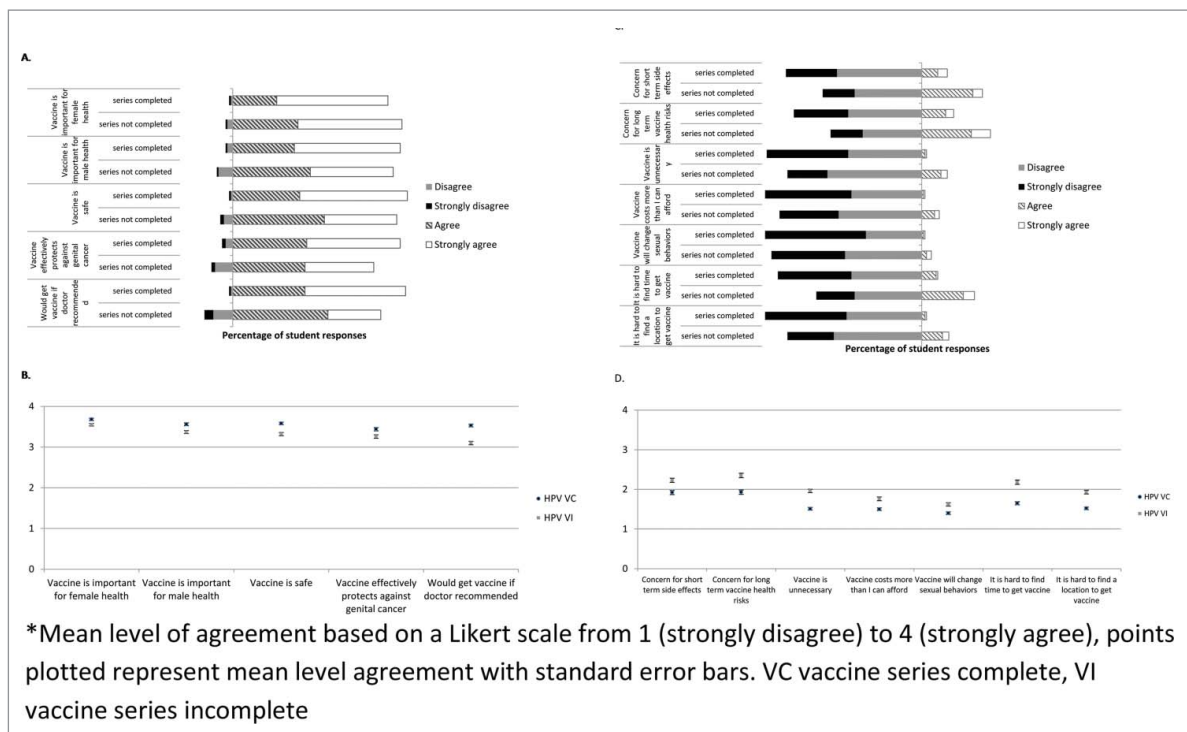 A.
Vaccine is
important for
female
health
series completed
series not completed
Vaccine is
important for
male health
series completed
series not completed
Vaccine is
safe
series completed
series not completed
Vaccine
effectively
protects
against
genital
cancer
series completed
series not completed
Would get
vaccine if
doctor
recommende
d
series completed
series not completed
Percentage of student responses
Disagree
Strongly disagree
Agree
Strongly agree
Concern
for short
term side
effects
series completed
series not completed
Concern
for long
term
vaccine
health risks
series completed
series not completed
Vaccine is
unnecessar
y
series completed
series not completed
Vaccine
costs more
than I can
afford
series completed
series not completed
Vaccine
will change
sexual
behaviors
series completed
series not completed
It is hard to
find time
to get
vaccine
series completed
series not completed
It is hard to
find a
location to
get vaccine
series completed
series not completed
Percentage of student responses
Disagree
Strongly disagree
Agree
Strongly agree
B.
4
3
2
1
0
Vaccine is important
for female health
Vaccine is important
for male health
Vaccine is safe
Vaccine effectively
protects against
genital cancer
Would get vaccine if
doctor recommended
HPV VC
HPV VI
D.
4
3
2
1
0
Concern for short
term side effects
Concern for long
term vaccine health
risks
Vaccine is
unnecessary
Vaccine costs more
than I can afford
Vaccine will change
sexual behaviors
It is hard to find
time to get vaccine
It is hard to find a
location to get
vaccine
HPV VC
HPV VI
*Mean level of agreement based on a Likert scale from 1 (strongly disagree) to 4 (strongly agree), points
plotted represent mean level agreement with standard error bars. VC vaccine series complete, VI
vaccine series incomplete